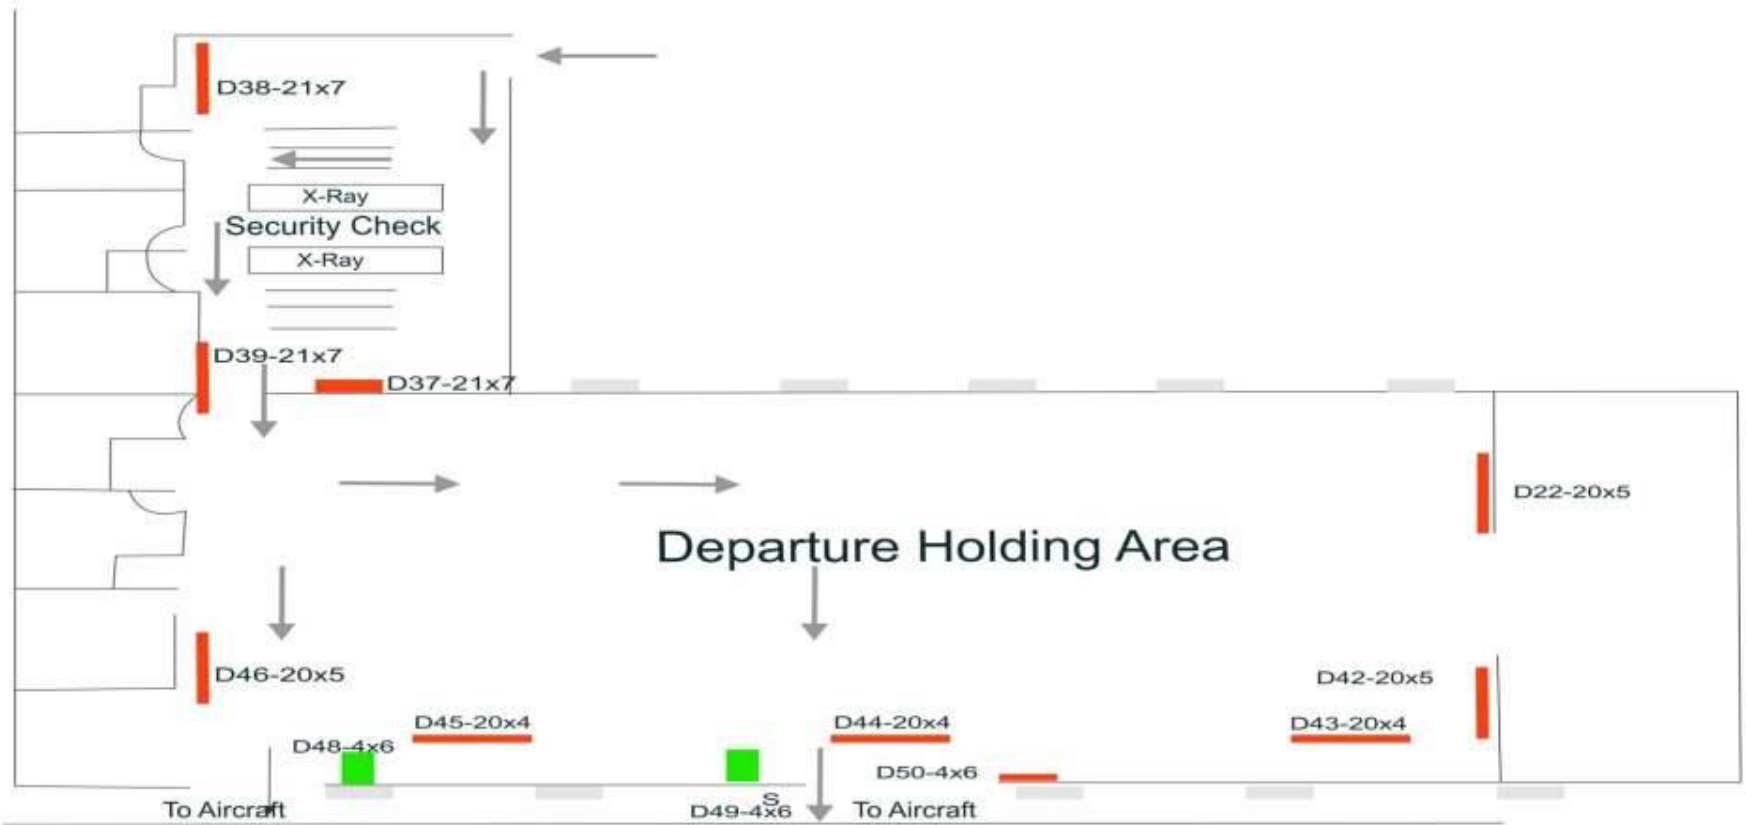 D38-21x7
X-Ray
Security Check
X-Ray
D39-21x7
D37-21x7
D22-20x5
Departure Holding Area
D46-20x5
D42-20x5
D45-20x4
D44-20x4
D43-20x4
D48-4x6
D50-4x6
S
To Aircraft
D49-4x6
To Aircraft